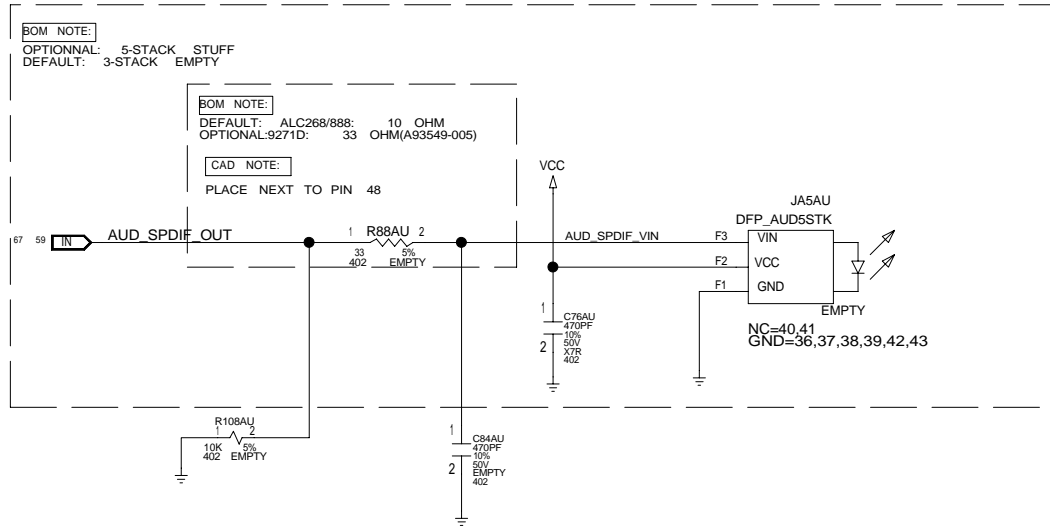 BOM NOTE:
OPTIONNAL: 5-STACK STUFF
DEFAULT: 3-STACK EMPTY
BOM NOTE:
DEFAULT: ALC268/888: 10 OHM
OPTIONAL:9271D: 33 OHM(A93549-005)
CAD NOTE:
PLACE NEXT TO PIN 48
VCC
JA5AU
DFP_AUD5STK
67 59 IN AUD_SPDIF_OUT
1 R88AU 2
33 5%
402 EMPTY
AUD_SPDIF_VIN
F3 VIN
F2 VCC
F1 GND
EMPTY
NC=40,41
GND=36,37,38,39,42,43
1 C76AU
470PF
10%
2 50V
X7R
402
R108AU
1 2
10K 5%
402 EMPTY
1 C84AU
470PF
10%
2 50V
EMPTY
402